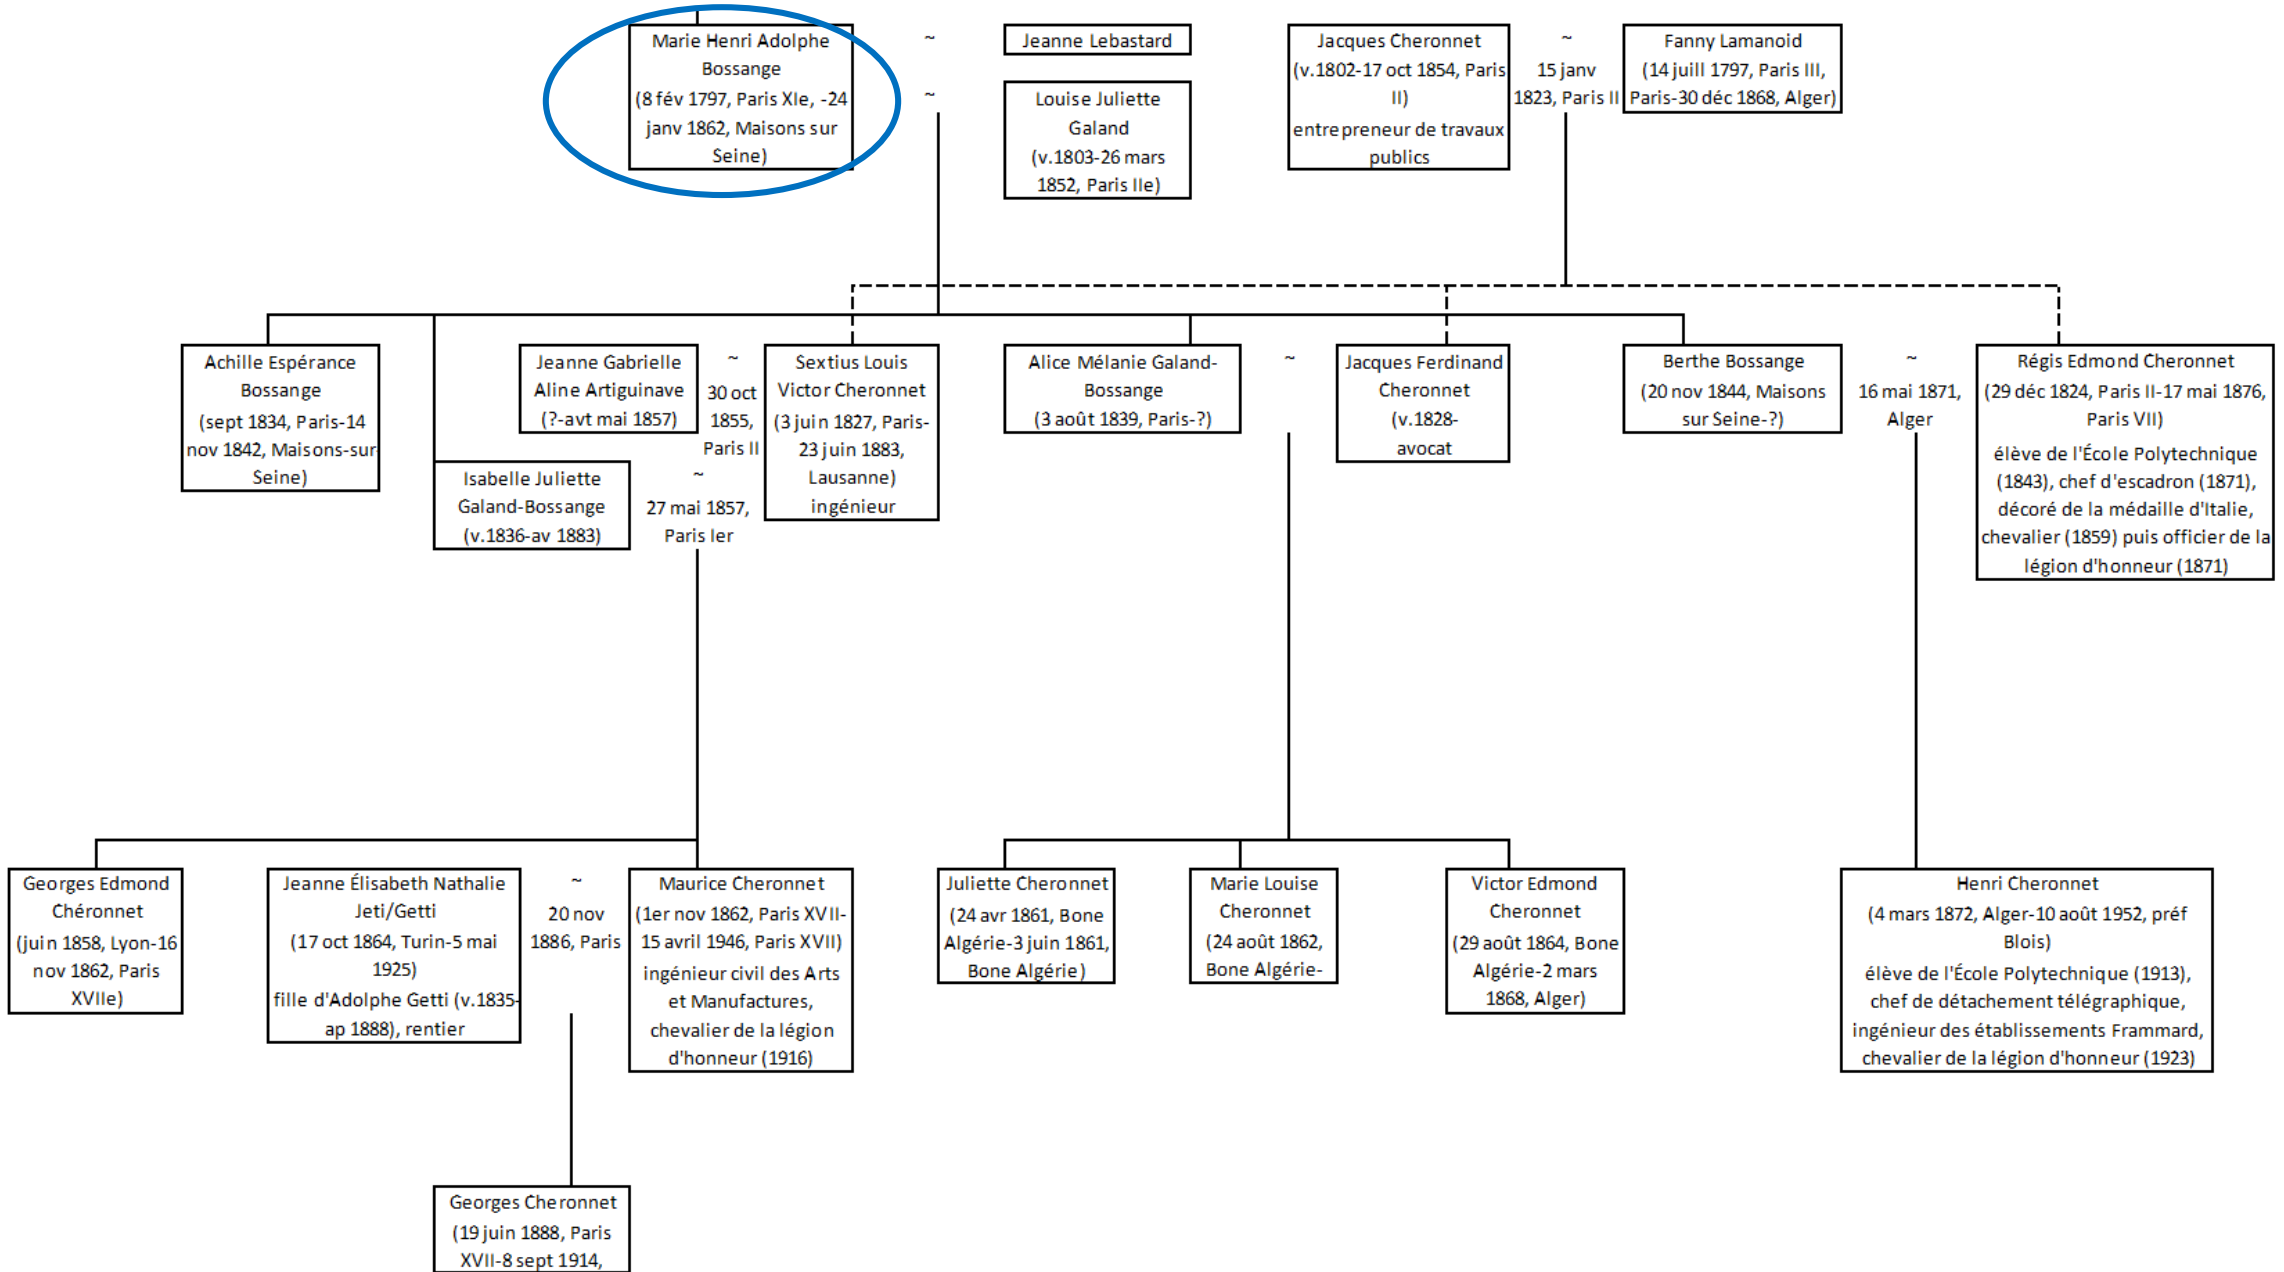 Marie Henri Adolphe
Bossange
(8 fév 1797, Paris XIe, -24
janv 1862, Maisons sur
Seine)
~
~
Jeanne Lebastard
Louise Juliette
Galand
(v.1803-26 mars
1852, Paris IIe)
Jacques Cheronnet
(v.1802-17 oct 1854, Paris
II)
entrepreneur de travaux
publics
~
15 janv
1823, Paris II
Fanny Lamanoid
(14 juill 1797, Paris III,
Paris-30 déc 1868, Alger)
Achille Espérance
Bossange
(sept 1834, Paris-14
nov 1842, Maisons-sur
Seine)
Isabelle Juliette
Galand-Bossange
(v.1836-av 1883)
Jeanne Gabrielle
Aline Artiguinave
(?-avt mai 1857)
~
30 oct
1855,
Paris II
~
27 mai 1857,
Paris Ier
Sextius Louis
Victor Cheronnet
(3 juin 1827, Paris-
23 juin 1883,
Lausanne)
ingénieur
Alice Mélanie Galand-
Bossange
(3 août 1839, Paris-?)
~
Jacques Ferdinand
Cheronnet
(v.1828-
avocat
Berthe Bossange
(20 nov 1844, Maisons
sur Seine-?)
~
16 mai 1871,
Alger
Régis Edmond Cheronnet
(29 déc 1824, Paris II-17 mai 1876,
Paris VII)
élève de l'École Polytechnique
(1843), chef d'escadron (1871),
décoré de la médaille d'Italie,
chevalier (1859) puis officier de la
légion d'honneur (1871)
Georges Edmond
Chéronnet
(juin 1858, Lyon-16
nov 1862, Paris
XVIIe)
Jeanne Élisabeth Nathalie
Jeti/Getti
(17 oct 1864, Turin-5 mai
1925)
fille d'Adolphe Getti (v.1835-
ap 1888), rentier
~
20 nov
1886, Paris
Maurice Cheronnet
(1er nov 1862, Paris XVII-
15 avril 1946, Paris XVII)
ingénieur civil des Arts
et Manufactures,
chevalier de la légion
d'honneur (1916)
Juliette Cheronnet
(24 avr 1861, Bone
Algérie-3 juin 1861,
Bone Algérie)
Marie Louise
Cheronnet
(24 août 1862,
Bone Algérie-
Victor Edmond
Cheronnet
(29 août 1864, Bone
Algérie-2 mars
1868, Alger)
Henri Cheronnet
(4 mars 1872, Alger-10 août 1952, préf
Blois)
élève de l'École Polytechnique (1913),
chef de détachement télégraphique,
ingénieur des établissements Frammard,
chevalier de la légion d'honneur (1923)
Georges Cheronnet
(19 juin 1888, Paris
XVII-8 sept 1914,